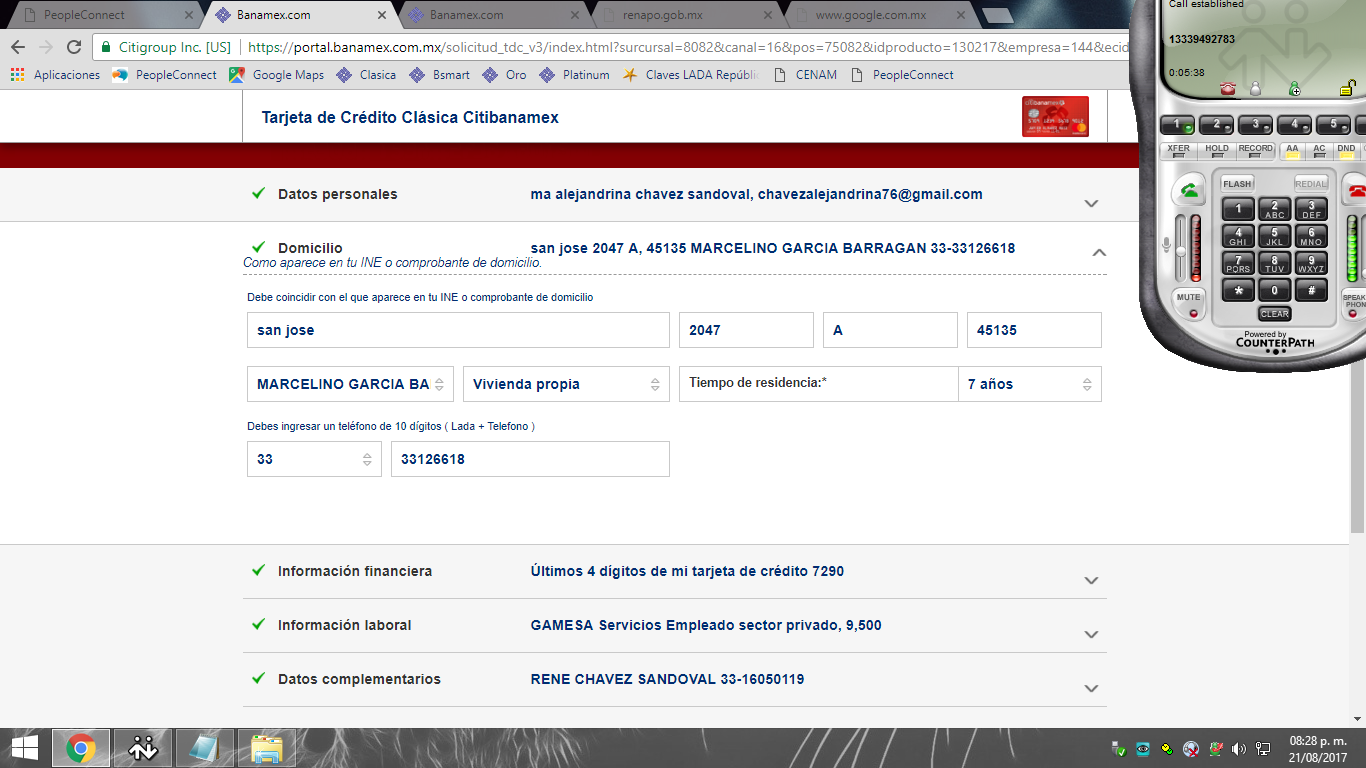 PeopleConnect
Banamex.com
Banamex.com
renapo.gob.mx
www.google.com.mx
Citigroup Inc. [US]
https://portal.banamex.com.mx/solicitud_tdc_v3/index.html?surcursal=8082&canal=16&pos=75082&idproducto=130217&empresa=144&ecid
Aplicaciones PeopleConnect Google Maps Clasica Bsmart Oro Platinum Claves LADA Repúblic CENAM PeopleConnect
Tarjeta de Crédito Clásica Citibanamex
Datos personales ma alejandrina chavez sandoval, chavezalejandrina76@gmail.com
Domicilio san jose 2047 A, 45135 MARCELINO GARCIA BARRAGAN 33-33126618
Como aparece en tu INE o comprobante de domicilio.
Debe coincidir con el que aparece en tu INE o comprobante de domicilio
san jose 2047 A 45135
MARCELINO GARCIA BA Vivienda propia Tiempo de residencia:* 7 años
Debes ingresar un teléfono de 10 dígitos ( Lada + Telefono )
33 33126618
Información financiera Últimos 4 dígitos de mi tarjeta de crédito 7290
Información laboral GAMESA Servicios Empleado sector privado, 9,500
Datos complementarios RENE CHAVEZ SANDOVAL 33-16050119
Call established
13339492783
0:05:38
1 2 3 4 5
XFER HOLD RECORD AA AC DND
FLASH REDIAL
1 2 ABC 3 DEF
4 GHI 5 JKL 6 MNO
7 PQRS 8 TUV 9 WXYZ
* 0 #
MUTE CLEAR SPEAK PHON
Powered by
COUNTERPATH
08:28 p. m.
21/08/2017